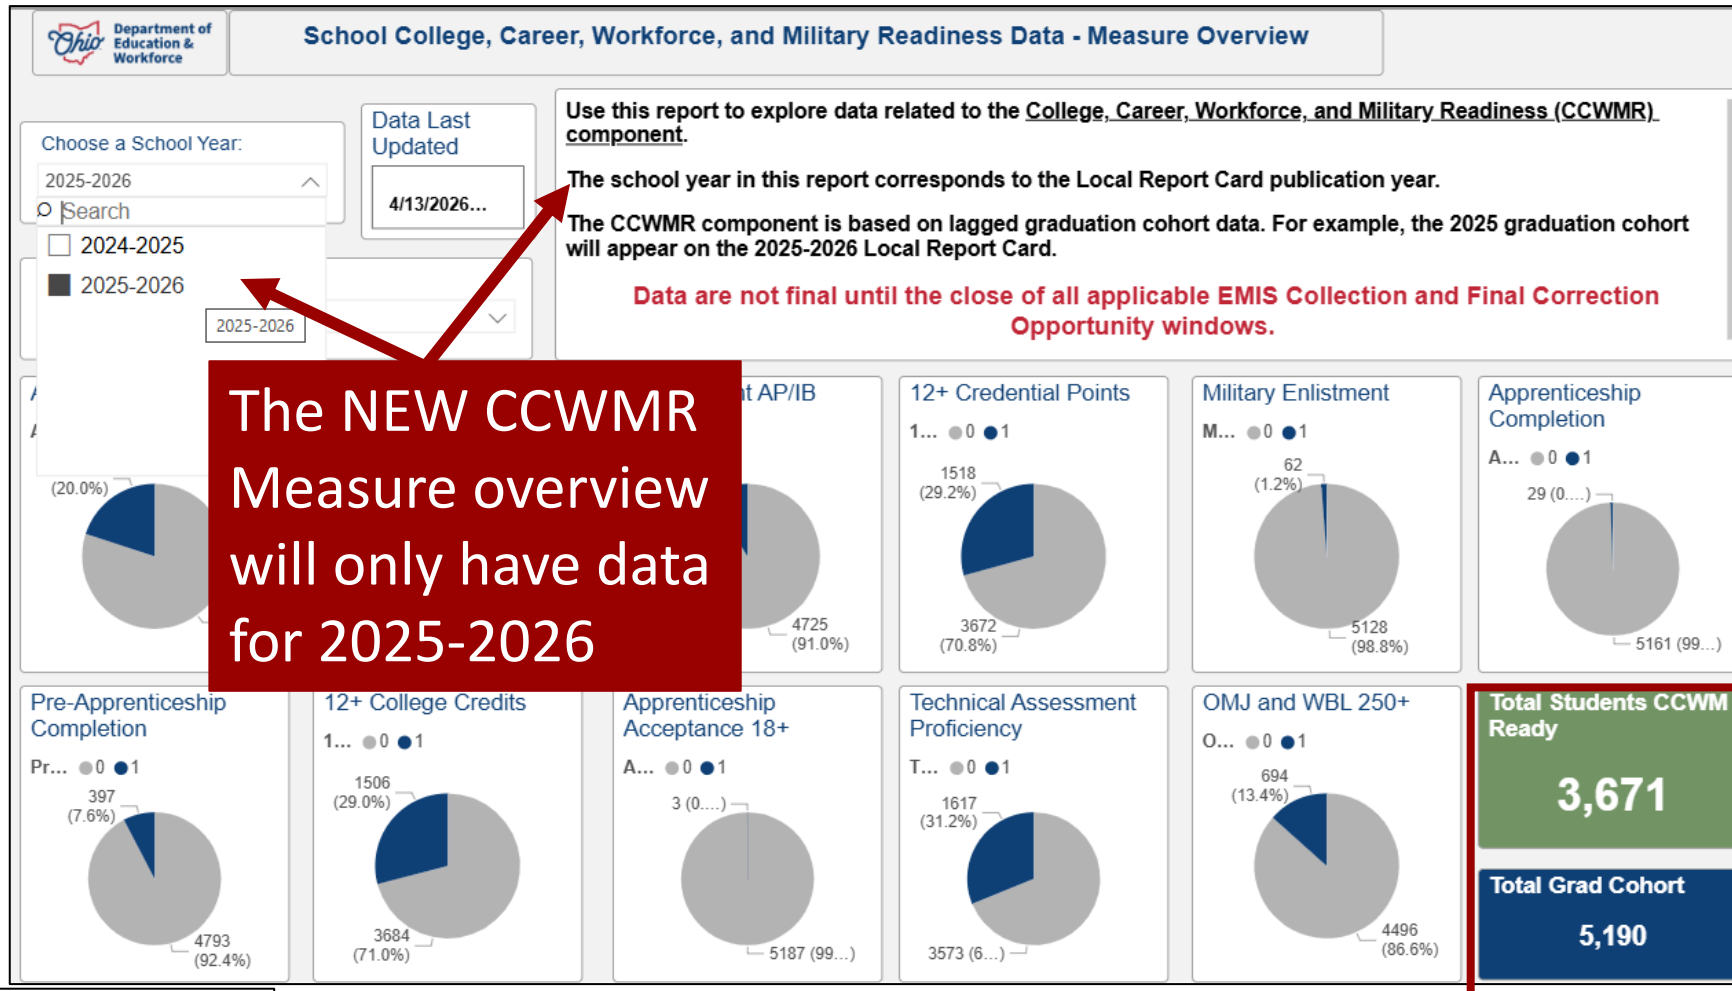 Ohio
Department of
Education &
Workforce
School College, Career, Workforce, and Military Readiness Data - Measure Overview
Choose a School Year:
2025-2026
Search
2024-2025
2025-2026
2025-2026
Data Last
Updated
4/13/2026...
Use this report to explore data related to the College, Career, Workforce, and Military Readiness (CCWMR)
component.
The school year in this report corresponds to the Local Report Card publication year.
The CCWMR component is based on lagged graduation cohort data. For example, the 2025 graduation cohort
will appear on the 2025-2026 Local Report Card.
Data are not final until the close of all applicable EMIS Collection and Final Correction
Opportunity windows.
The NEW CCWMR
Measure overview
will only have data
for 2025-2026
(20.0%)
AP/IB
4725
(91.0%)
12+ Credential Points
1... 0 1
1518
(29.2%)
3672
(70.8%)
Military Enlistment
M... 0 1
62
(1.2%)
5128
(98.8%)
Apprenticeship
Completion
A... 0 1
29 (0....)
5161 (99...)
Pre-Apprenticeship
Completion
Pr... 0 1
397
(7.6%)
4793
(92.4%)
12+ College Credits
1... 0 1
1506
(29.0%)
3684
(71.0%)
Apprenticeship
Acceptance 18+
A... 0 1
3 (0....)
5187 (99...)
Technical Assessment
Proficiency
T... 0 1
1617
(31.2%)
3573 (6...)
OMJ and WBL 250+
O... 0 1
694
(13.4%)
4496
(86.6%)
Total Students CCWM
Ready
3,671
Total Grad Cohort
5,190